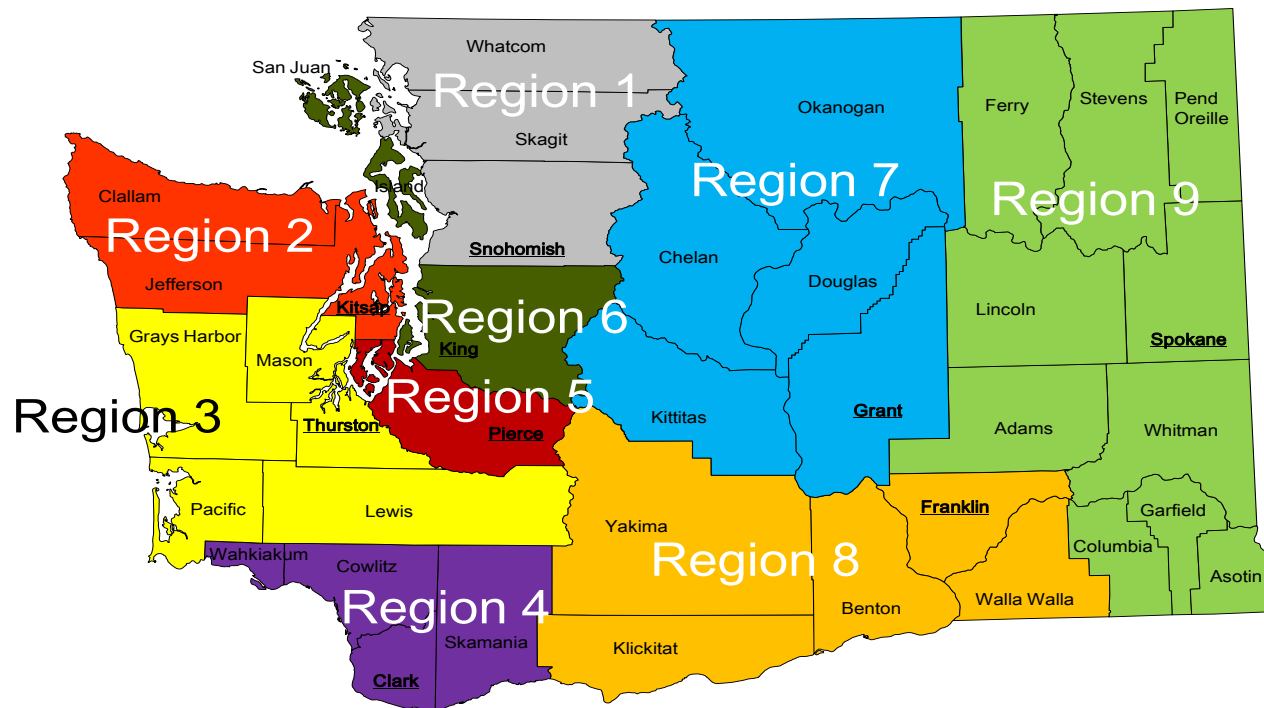 Whatcom
San Juan
Region 1
Skagit
Island
Snohomish
Okanogan
Region 7
Chelan
Douglas
Kittitas
Grant
Ferry
Stevens
Pend
Oreille
Region 9
Lincoln
Spokane
Adams
Whitman
Garfield
Columbia
Asotin
Clallam
Region 2
Jefferson
Kitsap
Grays Harbor
Mason
Region 3
Thurston
Pacific
Lewis
Region 6
King
Region 5
Pierce
Wahkiakum
Cowlitz
Region 4
Skamania
Clark
Yakima
Region 8
Klickitat
Benton
Franklin
Walla Walla